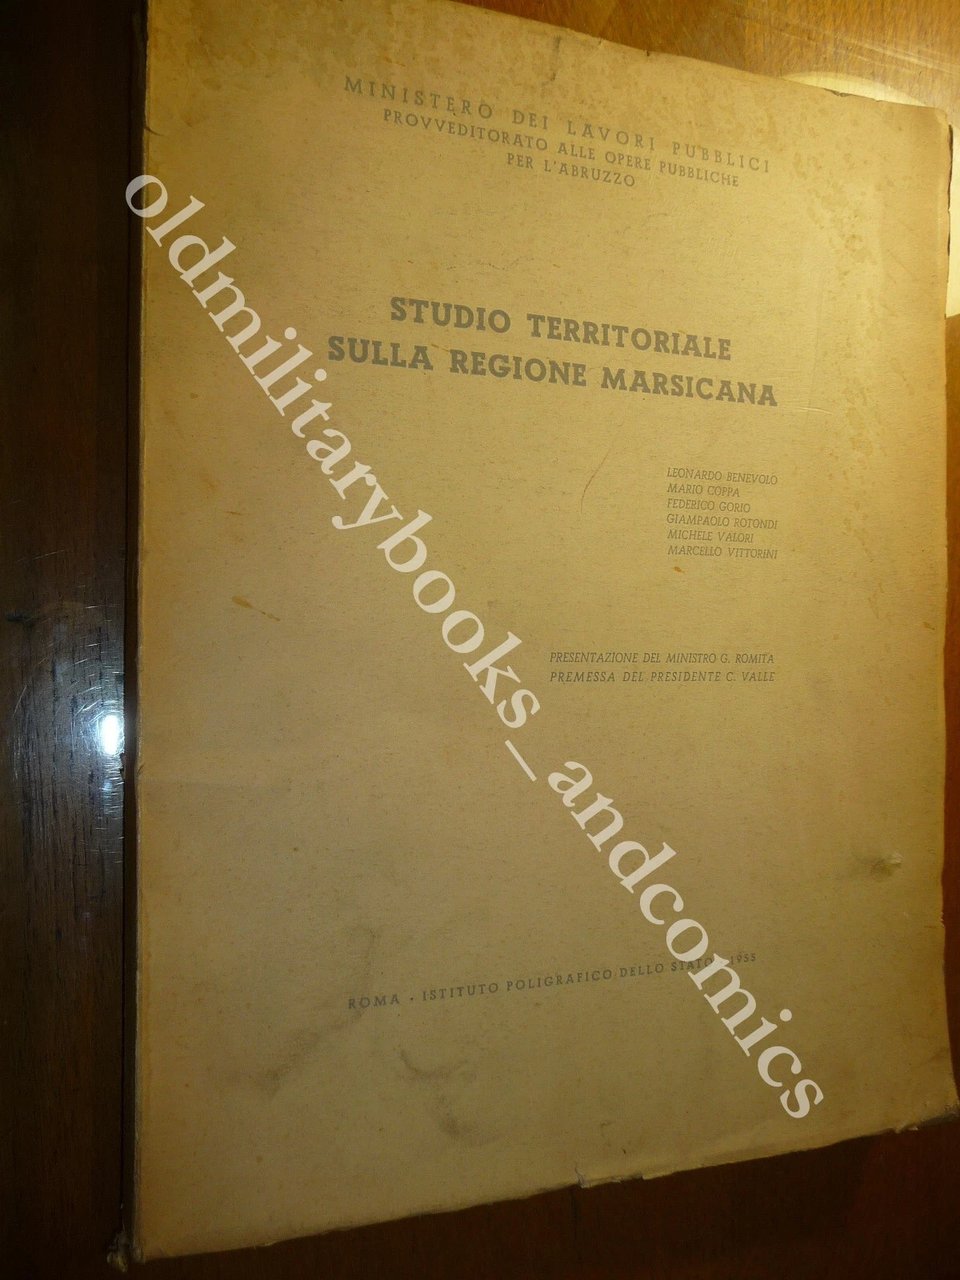 MINISTERO DEI LAVORI PUBBLICI
PROVVEDITORATO ALLE OPERE PUBBLICHE
PER L'ABRUZZO
STUDIO TERRITORIALE
SULLA REGIONE MARSICANA
LEONARDO BENEVOLO
MARIO COPPA
FEDERICO GORIO
GIAMPAOLO ROTONDI
MICHELE VALORI
MARCELLO VITTORINI
PRESENTAZIONE DEL MINISTRO G. ROMITA
PREMESSA DEL PRESIDENTE C. VALLE
ROMA - ISTITUTO POLIGRAFICO DELLO STATO 1955
oldmilitarybooks_andcomics